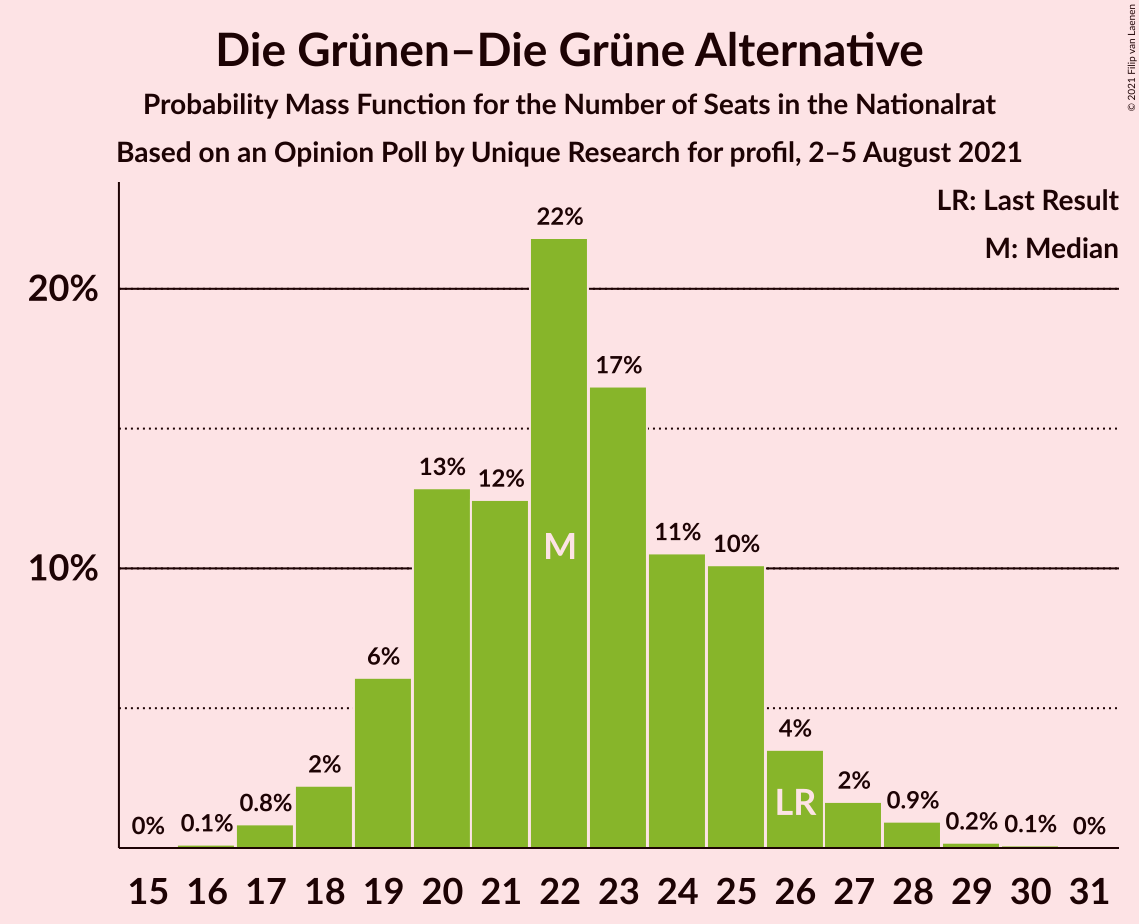 Die Grünen–Die Grüne Alternative
Probability Mass Function for the Number of Seats in the Nationalrat
Based on an Opinion Poll by Unique Research for profil, 2–5 August 2021
© 2021 Filip van Laenen
LR: Last Result
M: Median
20%
10%
0%
0.1%
0.8%
2%
6%
13%
12%
22%
17%
11%
10%
4%
2%
0.9%
0.2%
0.1%
0%
M
LR
15 16 17 18 19 20 21 22 23 24 25 26 27 28 29 30 31